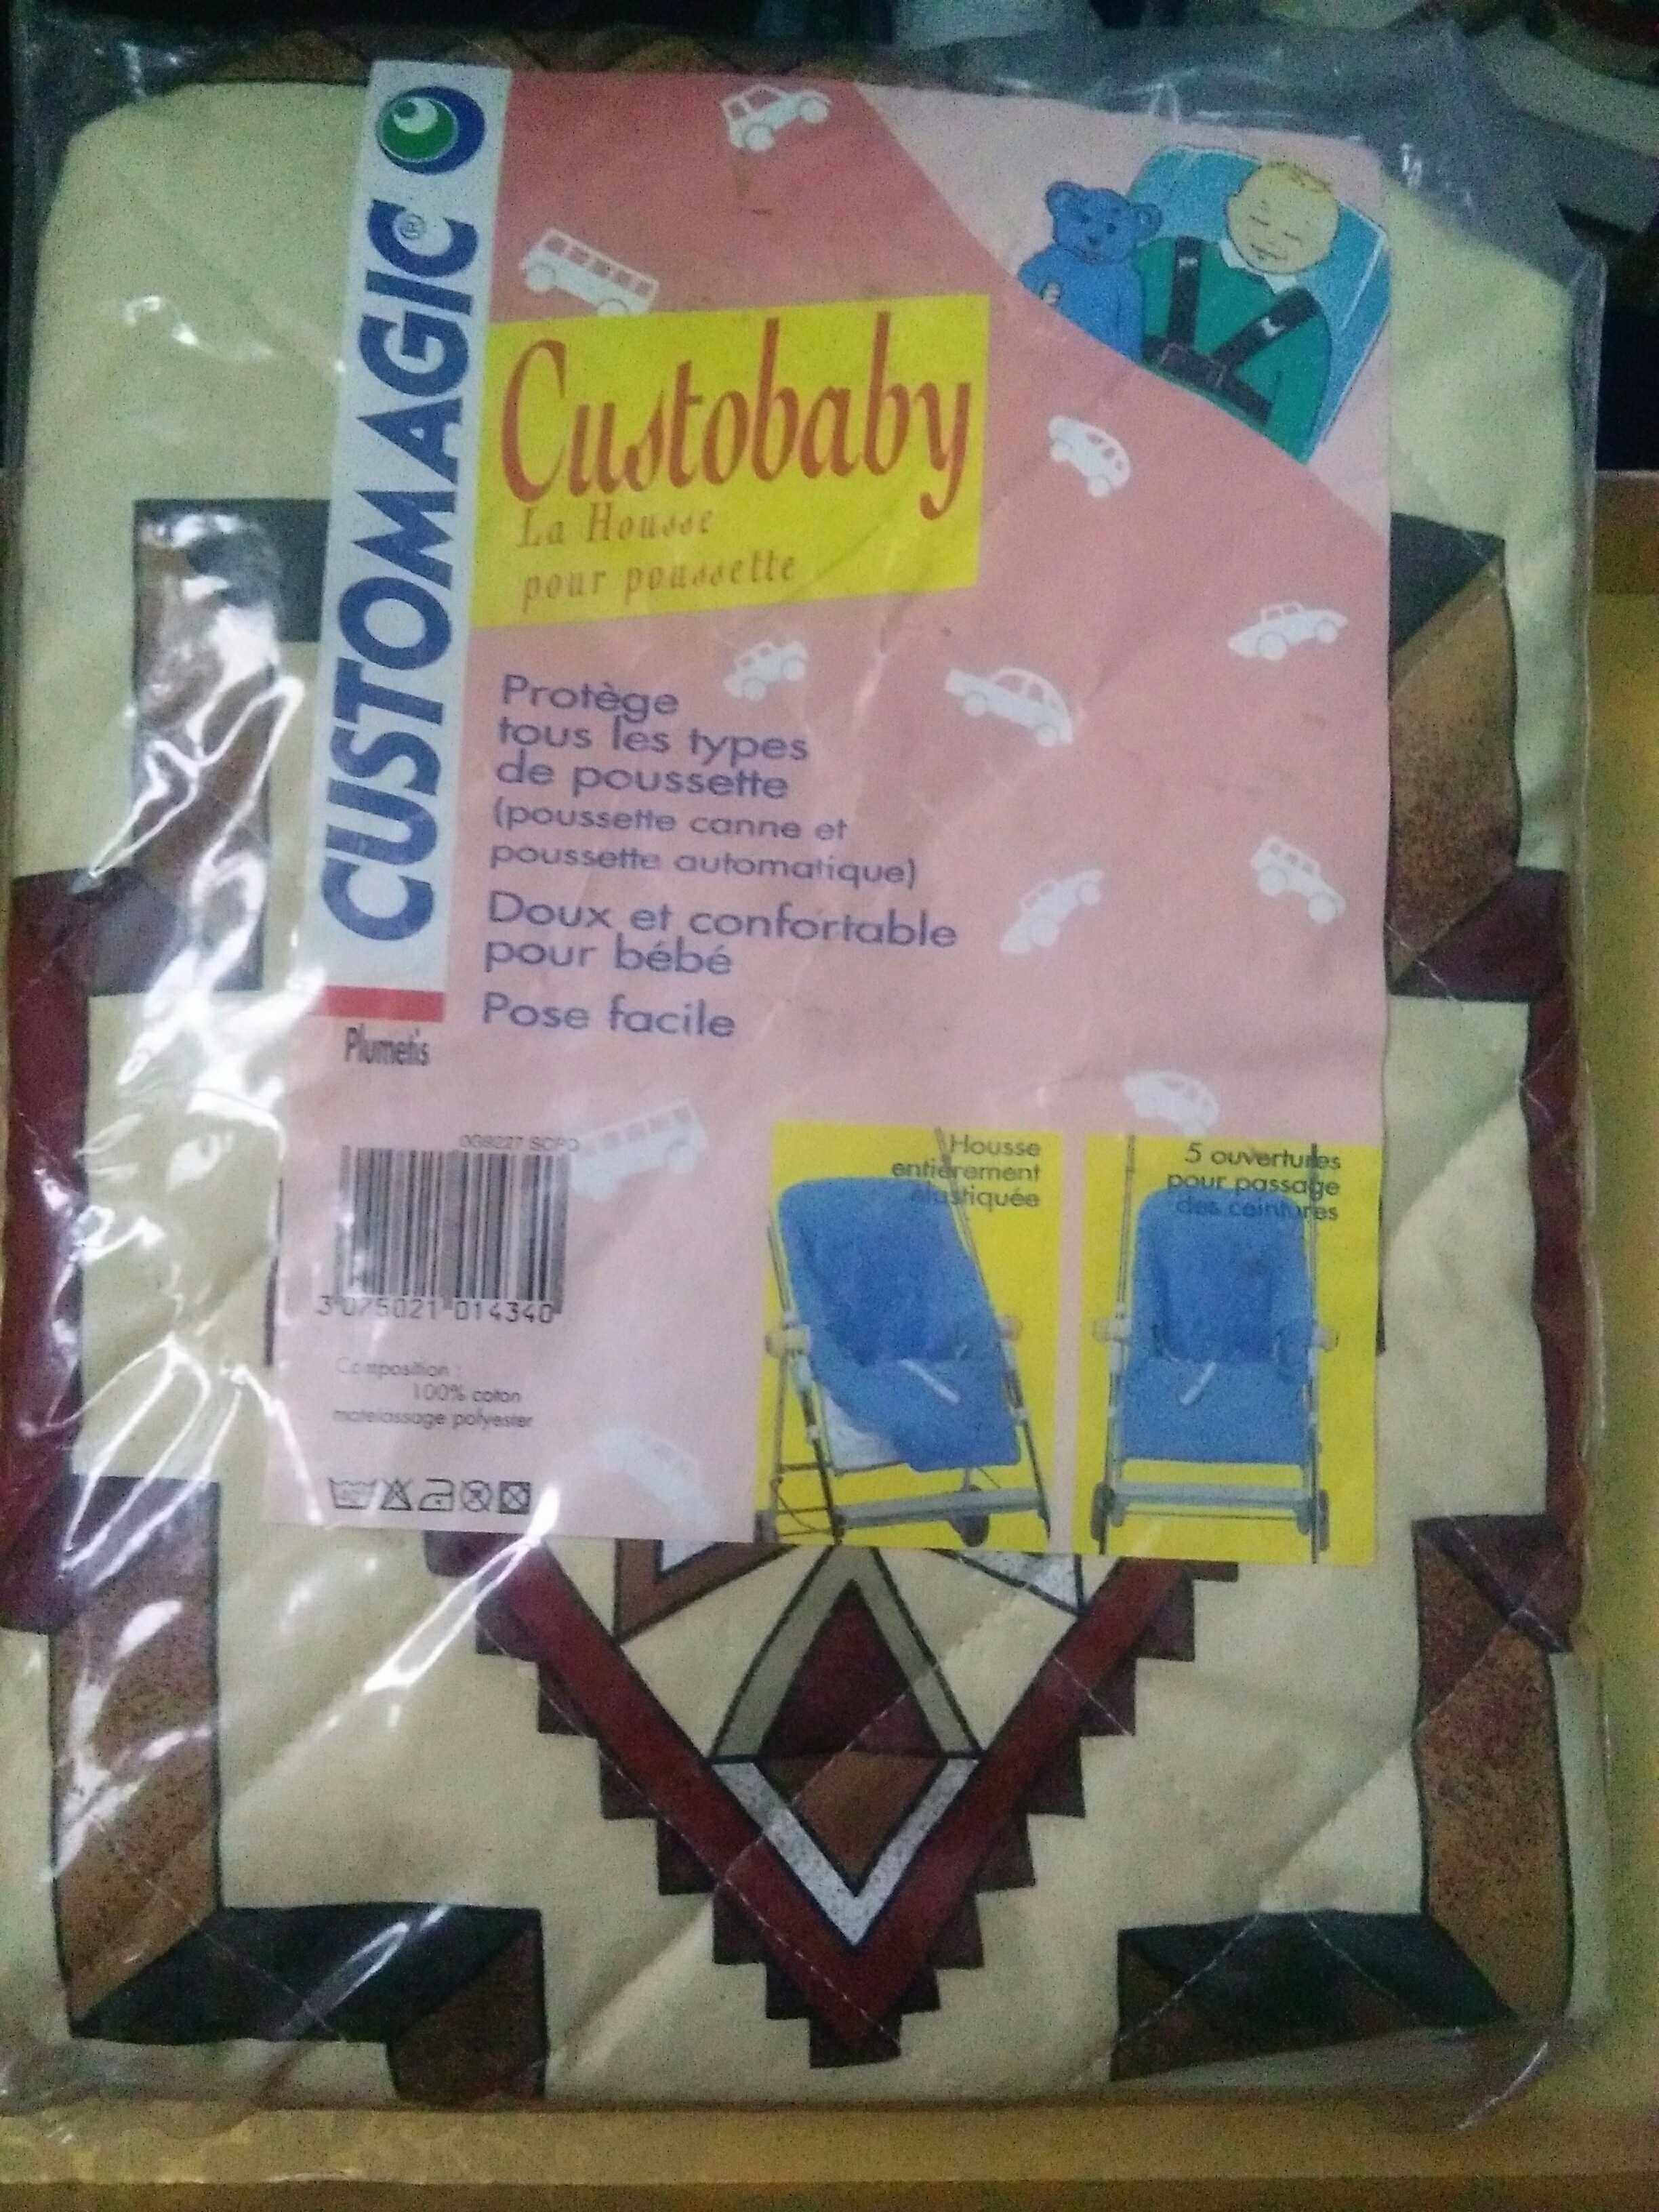 CUSTOMAGIC
Custobaby
La Housse
pour poussette
Protège
tous les types
de poussette
(poussette canne et
poussette automatique)
Doux et confortable
pour bébé
Pose facile
Plumetis
3 075021 014340
Composition :
100% coton
matelassage polyester
Housse
entièrement
élastiquée
5 ouvertures
pour passage
des ceintures